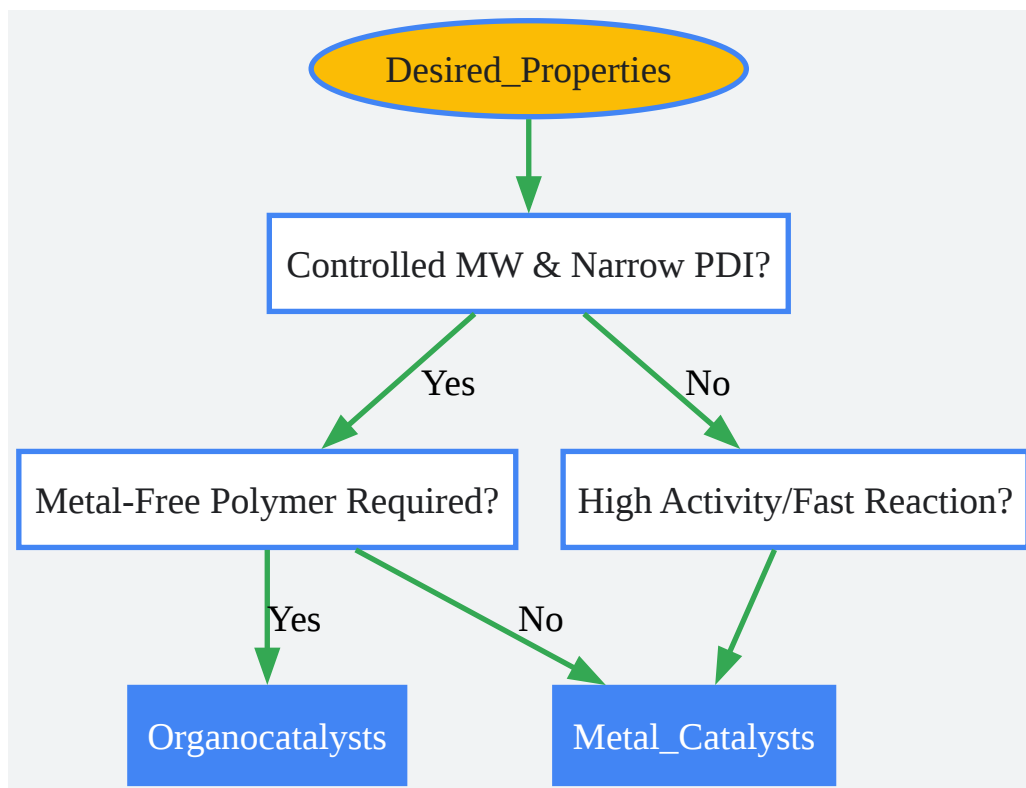 Desired_Properties
Controlled MW & Narrow PDI?
Yes
No
Metal-Free Polymer Required?
High Activity/Fast Reaction?
Yes
No
Organocatalysts
Metal_Catalysts